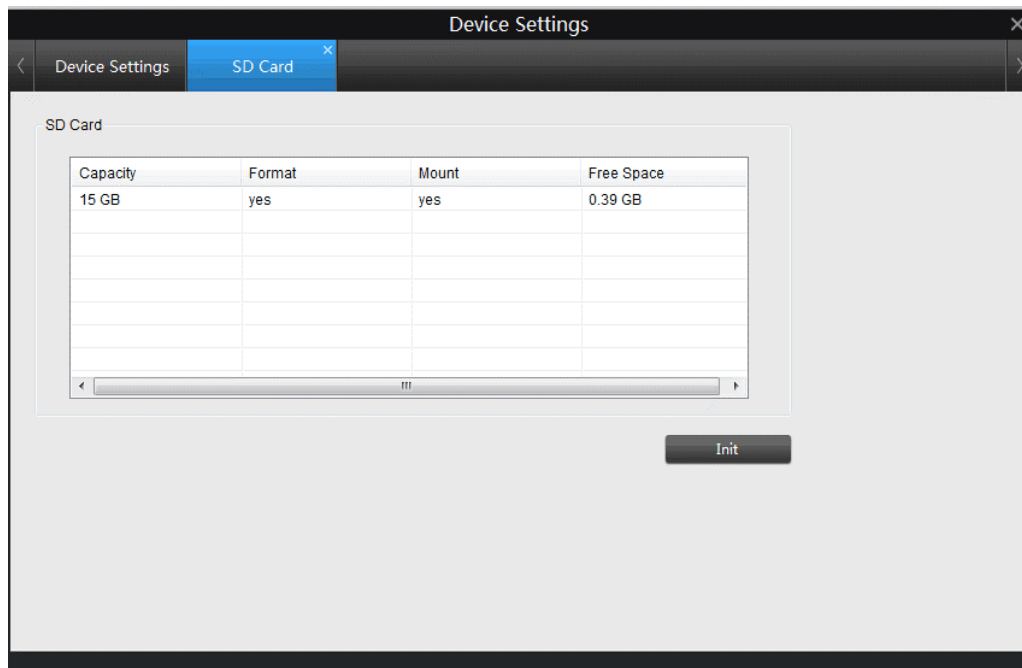 Device Settings
Device Settings SD Card
SD Card
Capacity Format Mount Free Space
15 GB yes yes 0.39 GB
Init